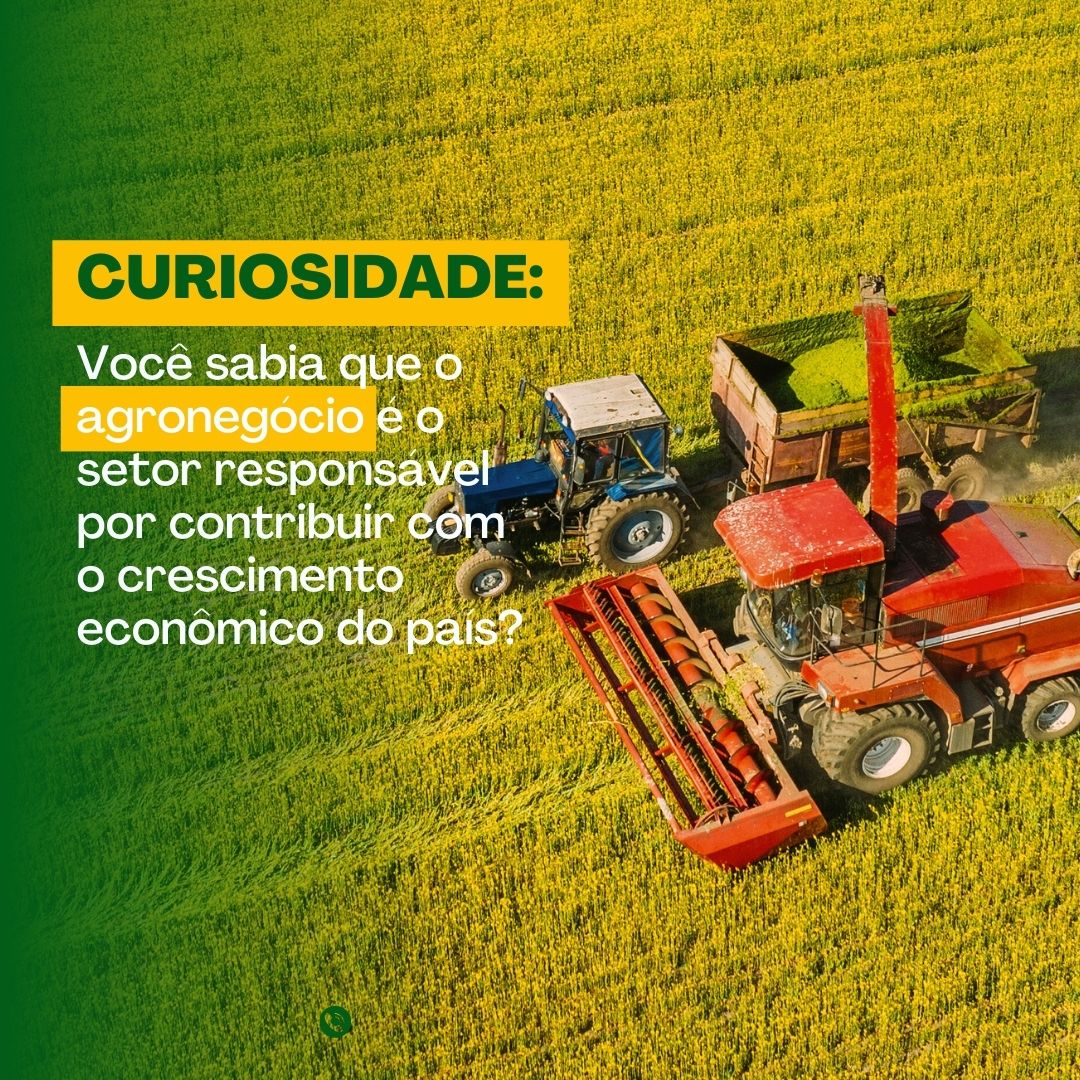 CURIOSIDADE:
Você sabia que o
agronegócio é o
setor responsável
por contribuir com
o crescimento
econômico do país?